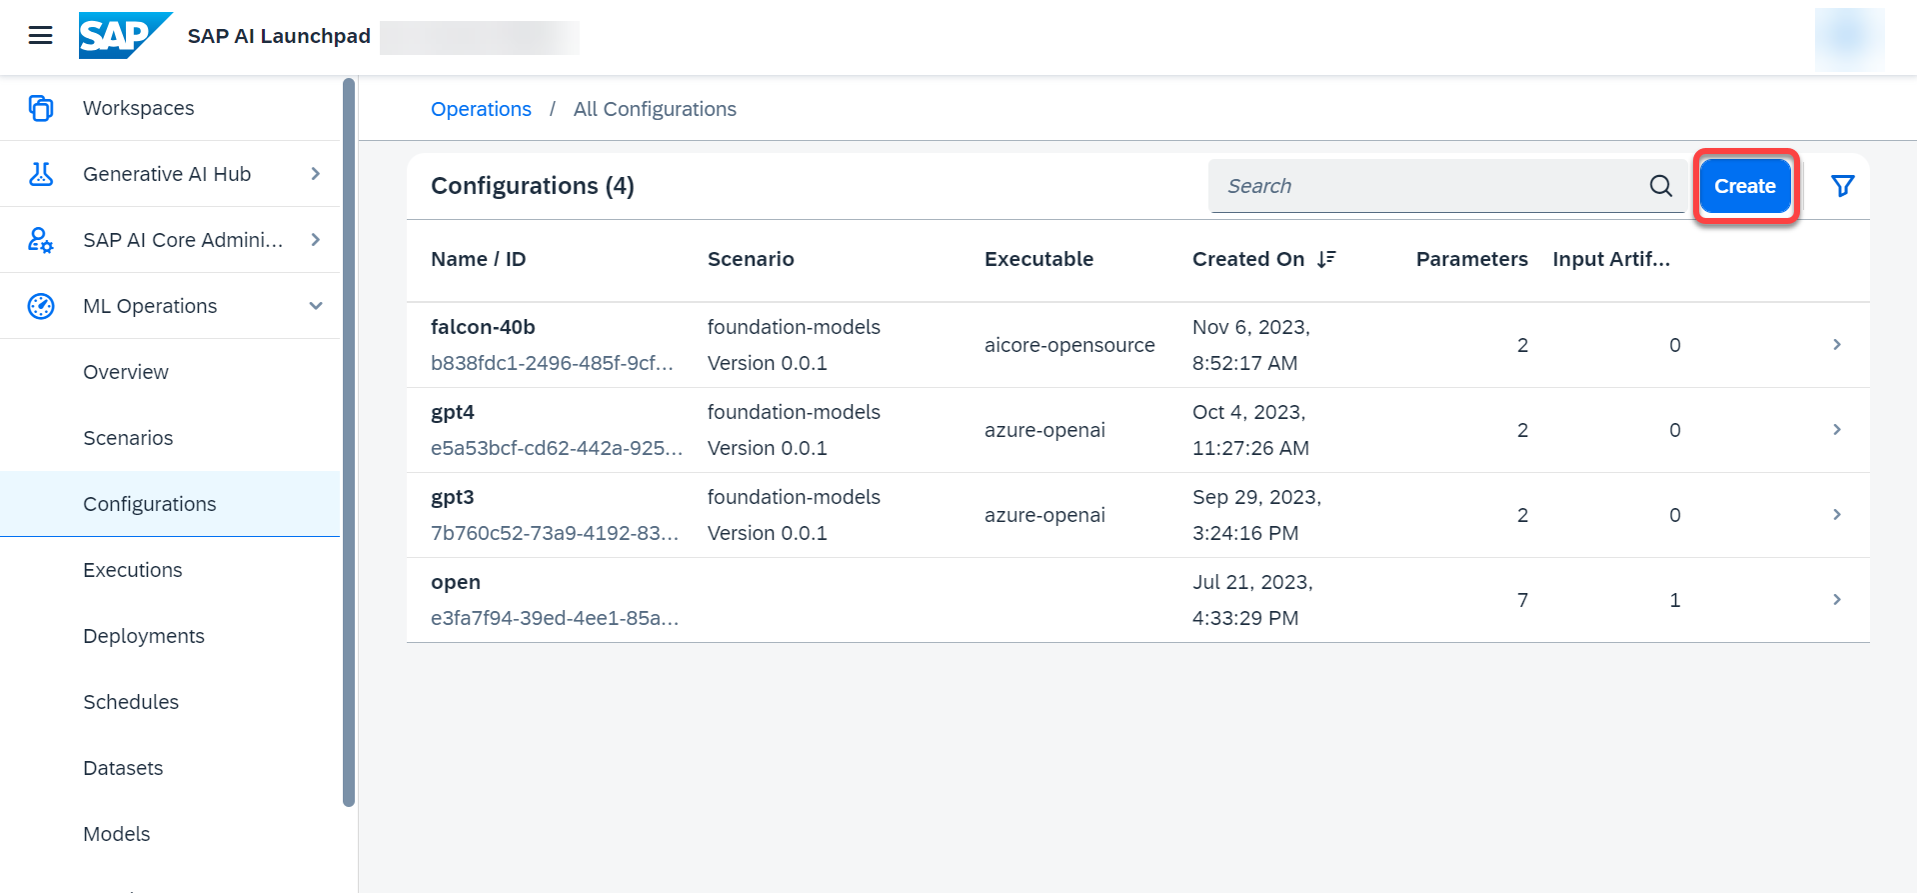 SAP SAP AI Launchpad
Workspaces
Generative AI Hub
SAP AI Core Admini...
ML Operations
Overview
Scenarios
Configurations
Executions
Deployments
Schedules
Datasets
Models
Operations / All Configurations
Configurations (4)
Search
Create
Name / ID Scenario Executable Created On Parameters Input Artif...
falcon-40b foundation-models Nov 6, 2023,
aicore-opensource 2 0
b838fdc1-2496-485f-9cf... Version 0.0.1 8:52:17 AM
gpt4 foundation-models Oct 4, 2023,
azure-openai 2 0
e5a53bcf-cd62-442a-925... Version 0.0.1 11:27:26 AM
gpt3 foundation-models Sep 29, 2023,
azure-openai 2 0
7b760c52-73a9-4192-83... Version 0.0.1 3:24:16 PM
open Jul 21, 2023,
7 1
e3fa7f94-39ed-4ee1-85a... 4:33:29 PM